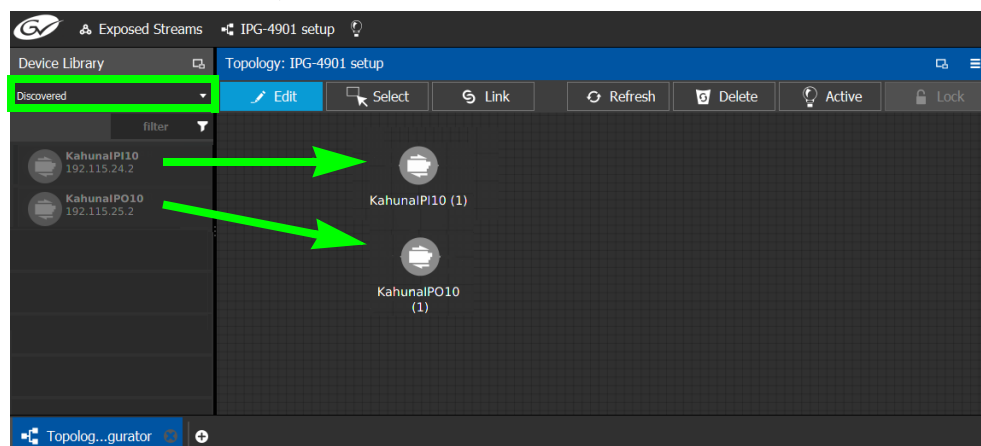 GV Exposed Streams IPG-4901 setup
Device Library
Topology: IPG-4901 setup
Discovered
Edit Select Link Refresh Delete Active Lock
filter
KahunaIPI10
192.115.24.2
KahunaIPO10
192.115.25.2
KahunaIPI10 (1)
KahunaIPO10
(1)
Topolog...gurator